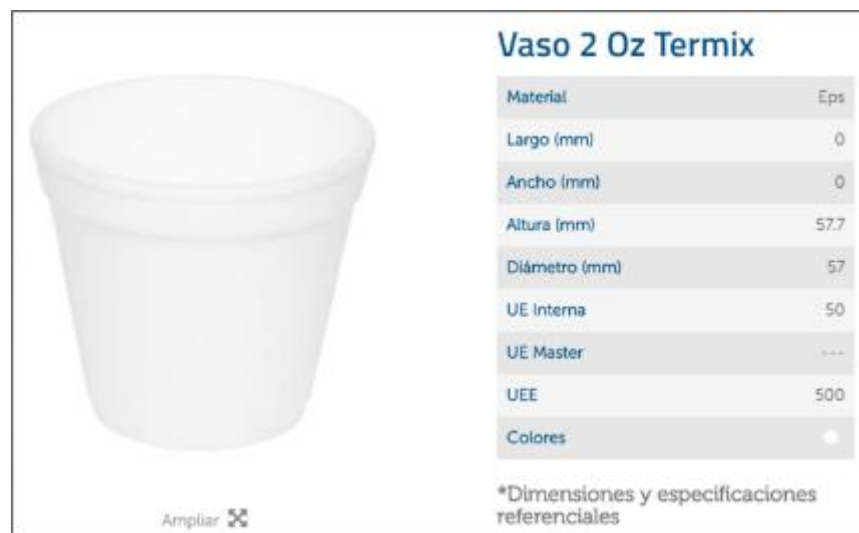 Vaso 2 Oz Termix
Material Eps
Largo (mm) 0
Ancho (mm) 0
Altura (mm) 57.7
Diámetro (mm) 57
UE Interna 50
UE Master ---
UEE 500
Colores
*Dimensiones y especificaciones
referenciales
Ampliar